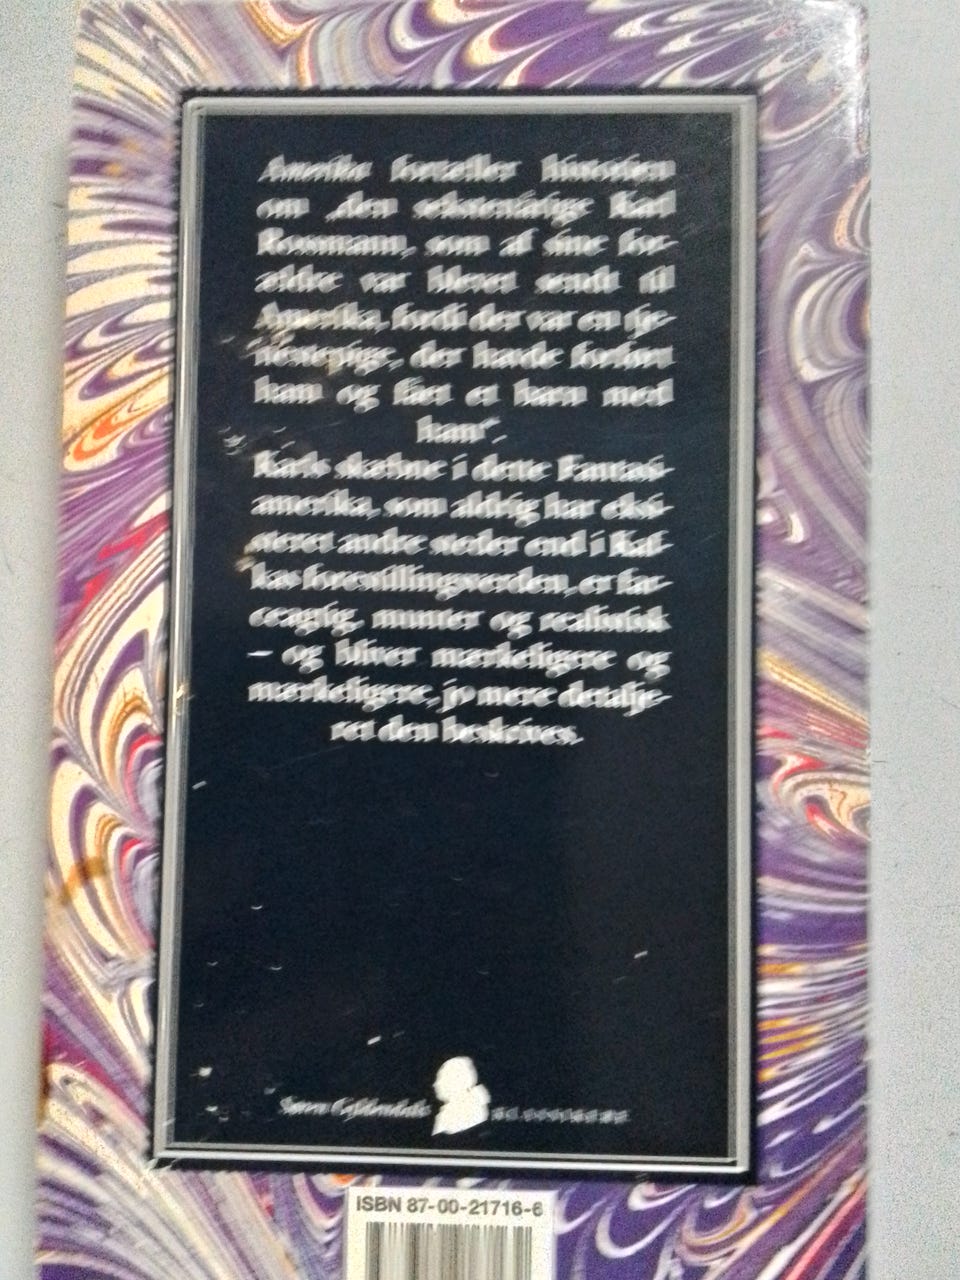 Amerika fortæller historien
om „den sekstenårige Karl
Rossmann, som af sine for-
ældre var blevet sendt til
Amerika, fordi der var en tje-
nestepige, der havde forført
ham og fået et barn med
ham“.
Karls skæbne i dette Fantasi-
amerika, som aldrig har eksi-
steret andre steder end i Kaf-
kas forestillingsverden, er far-
ceagtig, munter og realistisk
– og bliver mærkeligere og
mærkeligere, jo mere detalje-
ret den beskrives.
Søren Gyldendals
ISBN 87-00-21716-6